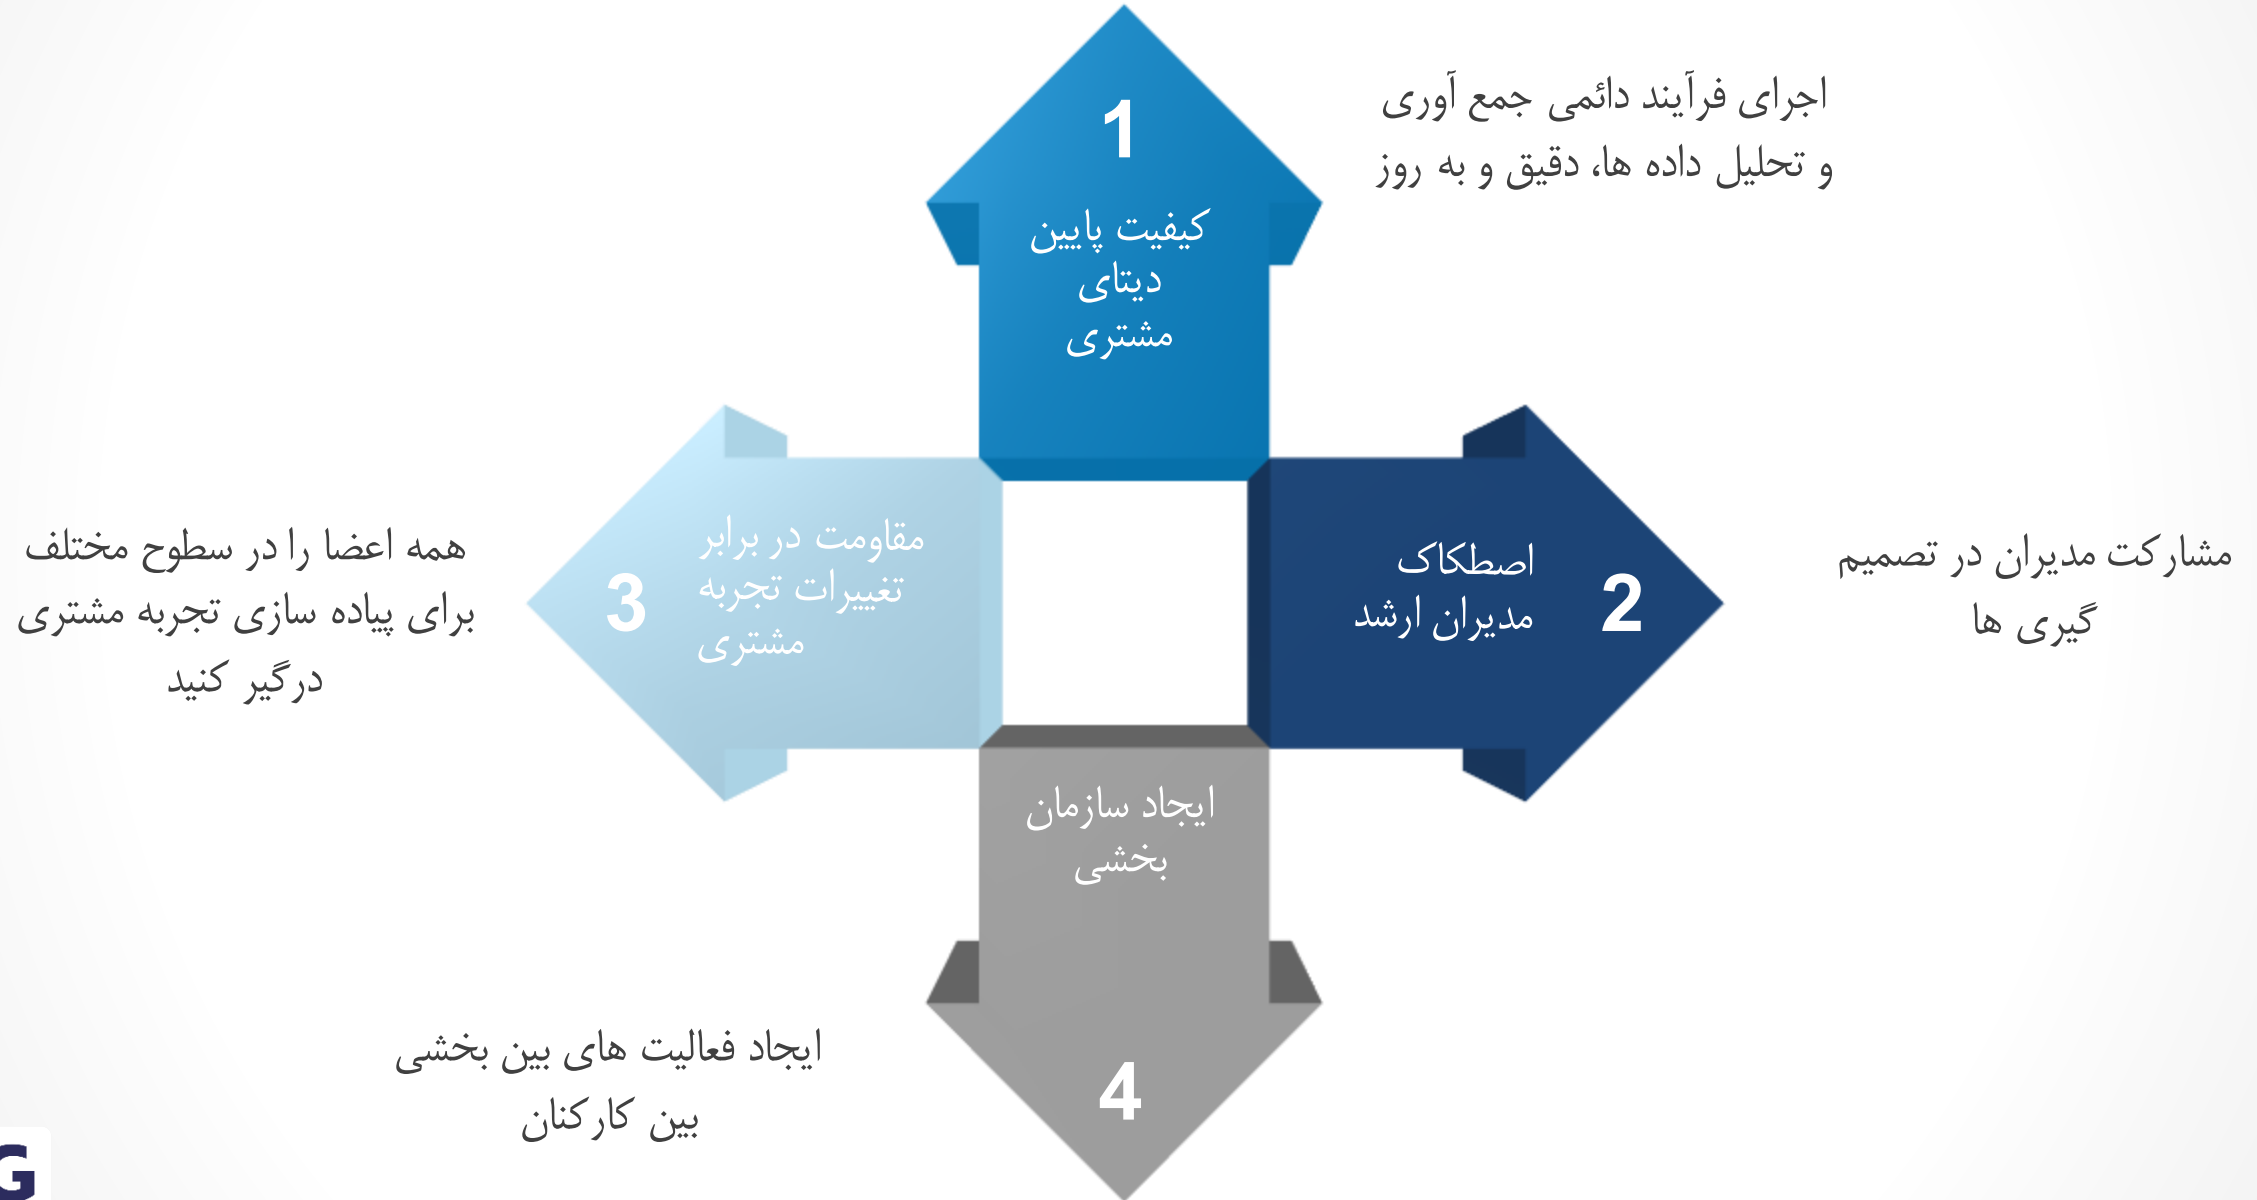 1
کیفیت پایین
دیتای
مشتری
اجرای فرآیند دائمی جمع آوری
و تحلیل داده ها، دقیق و به روز
2
اصطکاک
مدیران ارشد
مشارکت مدیران در تصمیم
گیری ها
3
مقاومت در برابر
تغییرات تجربه
مشتری
همه اعضا را در سطوح مختلف
برای پیاده سازی تجربه مشتری
درگیر کنید
ایجاد سازمان
بخشی
4
ایجاد فعالیت های بین بخشی
بین کارکنان
G